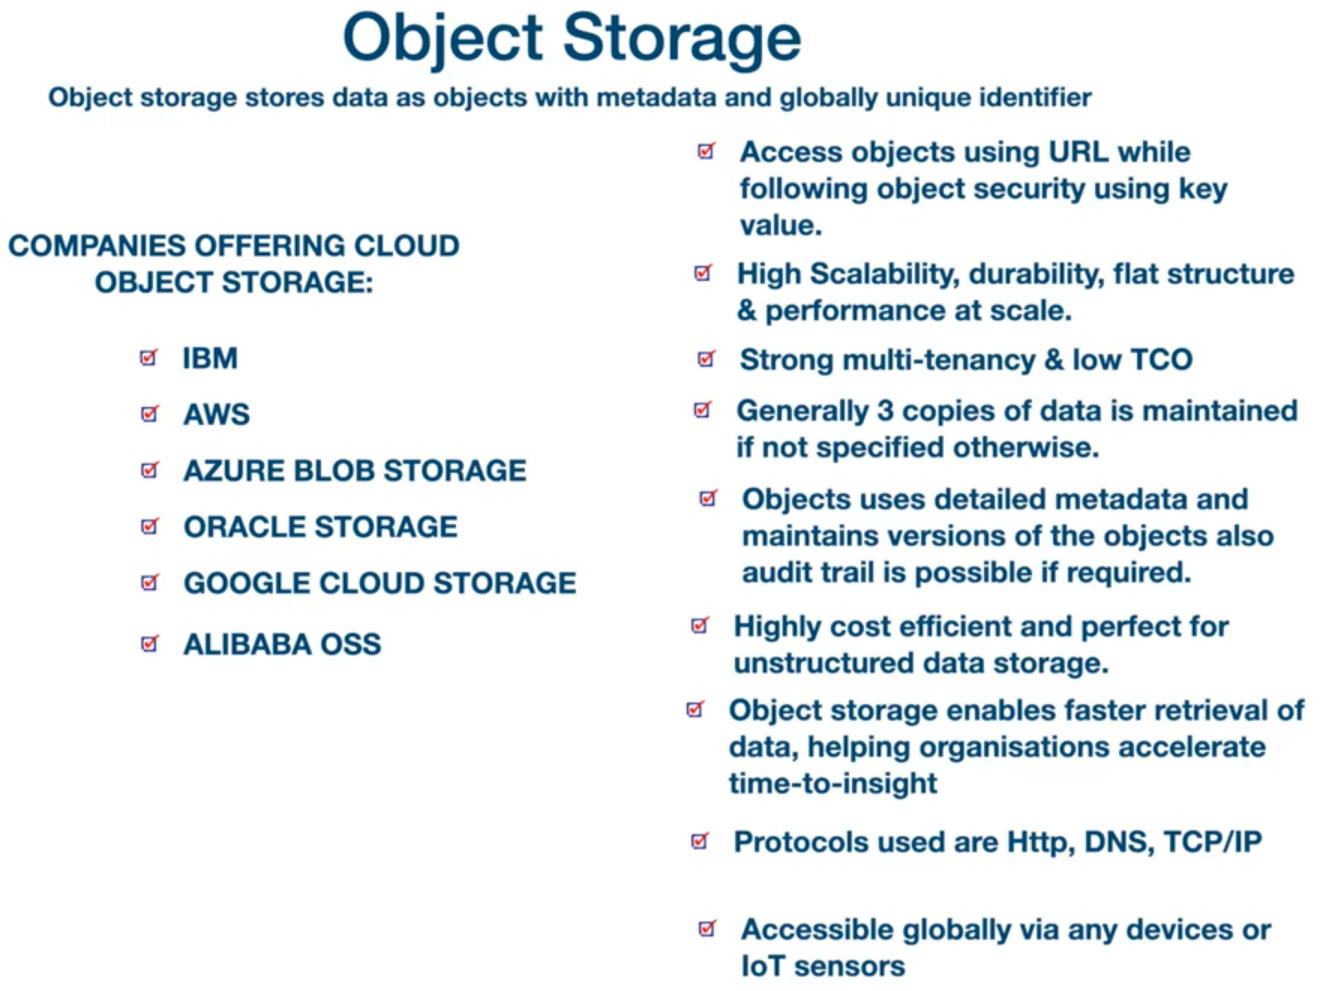 Object Storage
Object storage stores data as objects with metadata and globally unique identifier
COMPANIES OFFERING CLOUD
OBJECT STORAGE:
IBM
AWS
AZURE BLOB STORAGE
ORACLE STORAGE
GOOGLE CLOUD STORAGE
ALIBABA OSS
Access objects using URL while
following object security using key
value.
High Scalability, durability, flat structure
& performance at scale.
Strong multi-tenancy & low TCO
Generally 3 copies of data is maintained
if not specified otherwise.
Objects uses detailed metadata and
maintains versions of the objects also
audit trail is possible if required.
Highly cost efficient and perfect for
unstructured data storage.
Object storage enables faster retrieval of
data, helping organisations accelerate
time-to-insight
Protocols used are Http, DNS, TCP/IP
Accessible globally via any devices or
IoT sensors